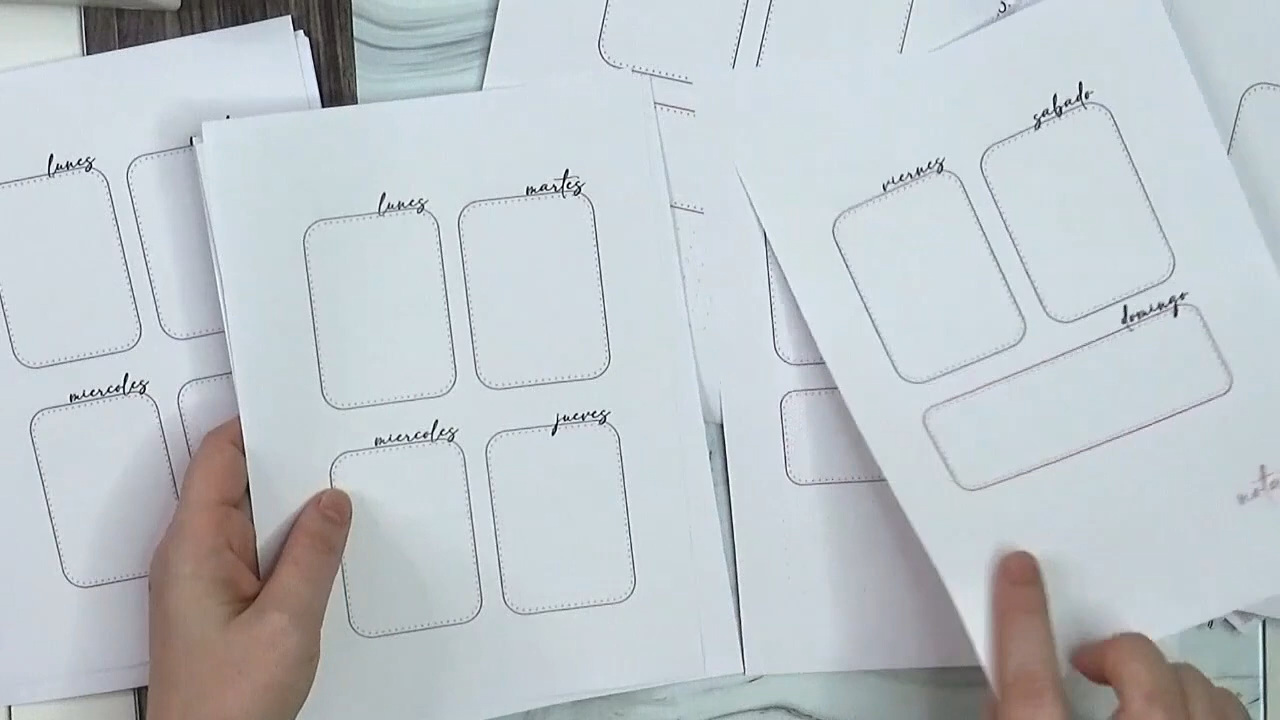 lunes
miercoles
lunes
martes
miercoles
jueves
viernes
sabado
domingo